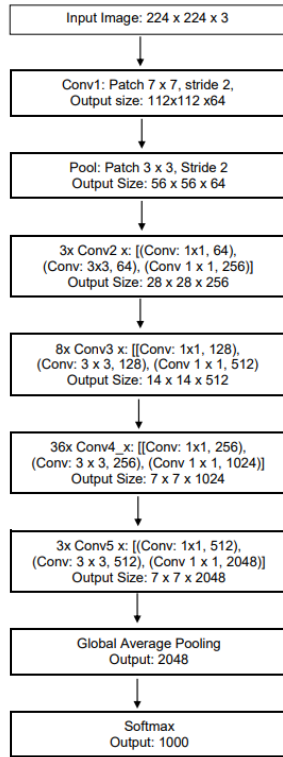 Input Image: 224 x 224 x 3
Conv1: Patch 7 x 7, stride 2,
Output size: 112x112 x64
Pool: Patch 3 x 3, Stride 2
Output Size: 56 x 56 x 64
3x Conv2 x: [(Conv: 1x1, 64),
(Conv: 3x3, 64), (Conv 1 x 1, 256)]
Output Size: 28 x 28 x 256
8x Conv3 x: [[Conv: 1x1, 128),
(Conv: 3 x 3, 128), (Conv 1 x 1, 512)
Output Size: 14 x 14 x 512
36x Conv4_x: [[Conv: 1x1, 256),
(Conv: 3 x 3, 256), (Conv 1 x 1, 1024)]
Output Size: 7 x 7 x 1024
3x Conv5 x: [(Conv: 1x1, 512),
(Conv: 3 x 3, 512), (Conv 1 x 1, 2048)]
Output Size: 7 x 7 x 2048
Global Average Pooling
Output: 2048
Softmax
Output: 1000